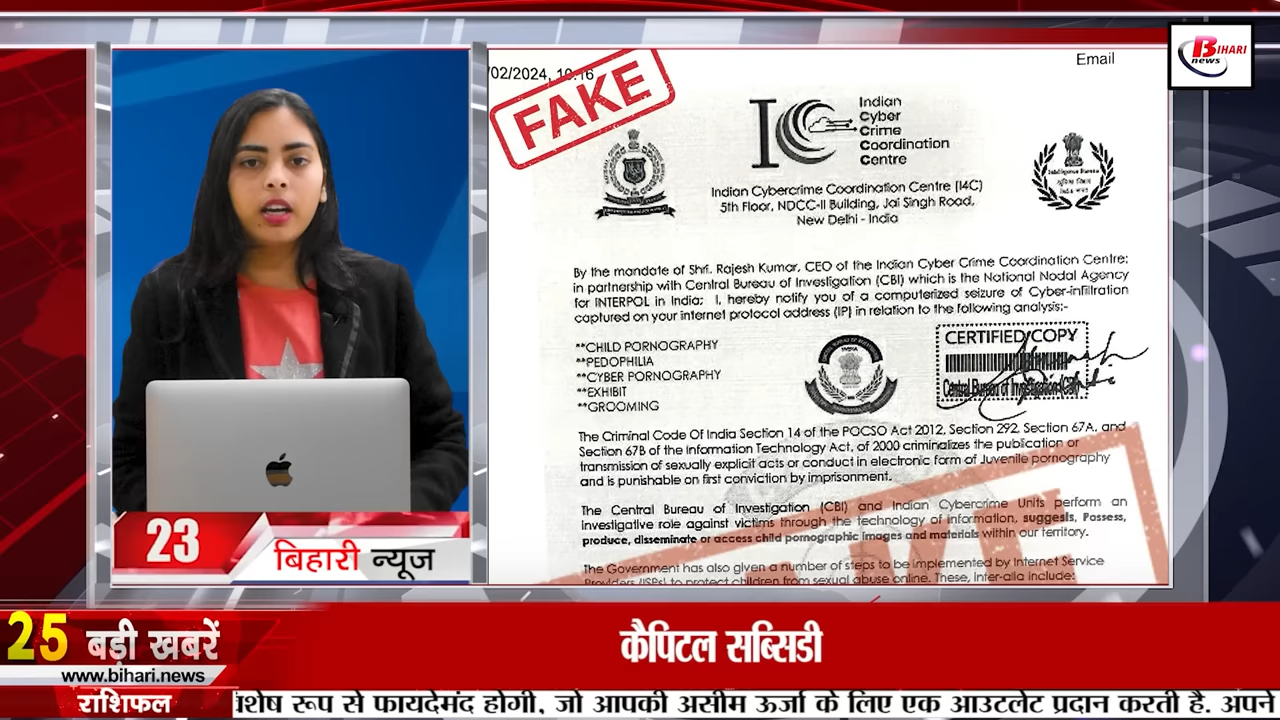 /02/2024, 10:16
Email
FAKE
BIHARI
news
Indian
Cyber
Crime
Coordination
Centre
Indian Cybercrime Coordination Centre (I4C)
5th Floor, NDCC-II Building, Jai Singh Road,
New Delhi - India
By the mandate of Shri. Rajesh Kumar, CEO of the Indian Cyber Crime Coordination Centre;
in partnership with Central Bureau of Investigation (CBI) which is the National Nodal Agency
for INTERPOL in India; I, hereby notify you of a computerized seizure of Cyber-infiltration
captured on your internet protocol address (IP) in relation to the following analysis:-
**CHILD PORNOGRAPHY
**PEDOPHILIA
**CYBER PORNOGRAPHY
**EXHIBIT
**GROOMING
CERTIFIED COPY
Central Bureau of Investigation (CBI)
The Criminal Code Of India Section 14 of the POCSO Act 2012, Section 292, Section 67A, and
Section 67B of the Information Technology Act, of 2000 criminalizes the publication or
transmission of sexually explicit acts or conduct in electronic form of Juvenile pornography
and is punishable on first conviction by imprisonment.
The Central Bureau of Investigation (CBI) and Indian Cybercrime Units perform an
investigative role against victims through the technology of information, suggests, Possess,
produce, disseminate or access child pornographic images and materials within our territory.
The Government has also given a number of steps to be implemented by Internet Service
Providers (ISPs) to protect children from sexual abuse online. These, inter-alia include:
23
बिहारी न्यूज
25 बड़ी खबरें
www.bihari.news
कैपिटल सब्सिडी
राशिफल
शेष रूप से फायदेमंद होगी, जो आपकी असीम ऊर्जा के लिए एक आउटलेट प्रदान करती है. अपने